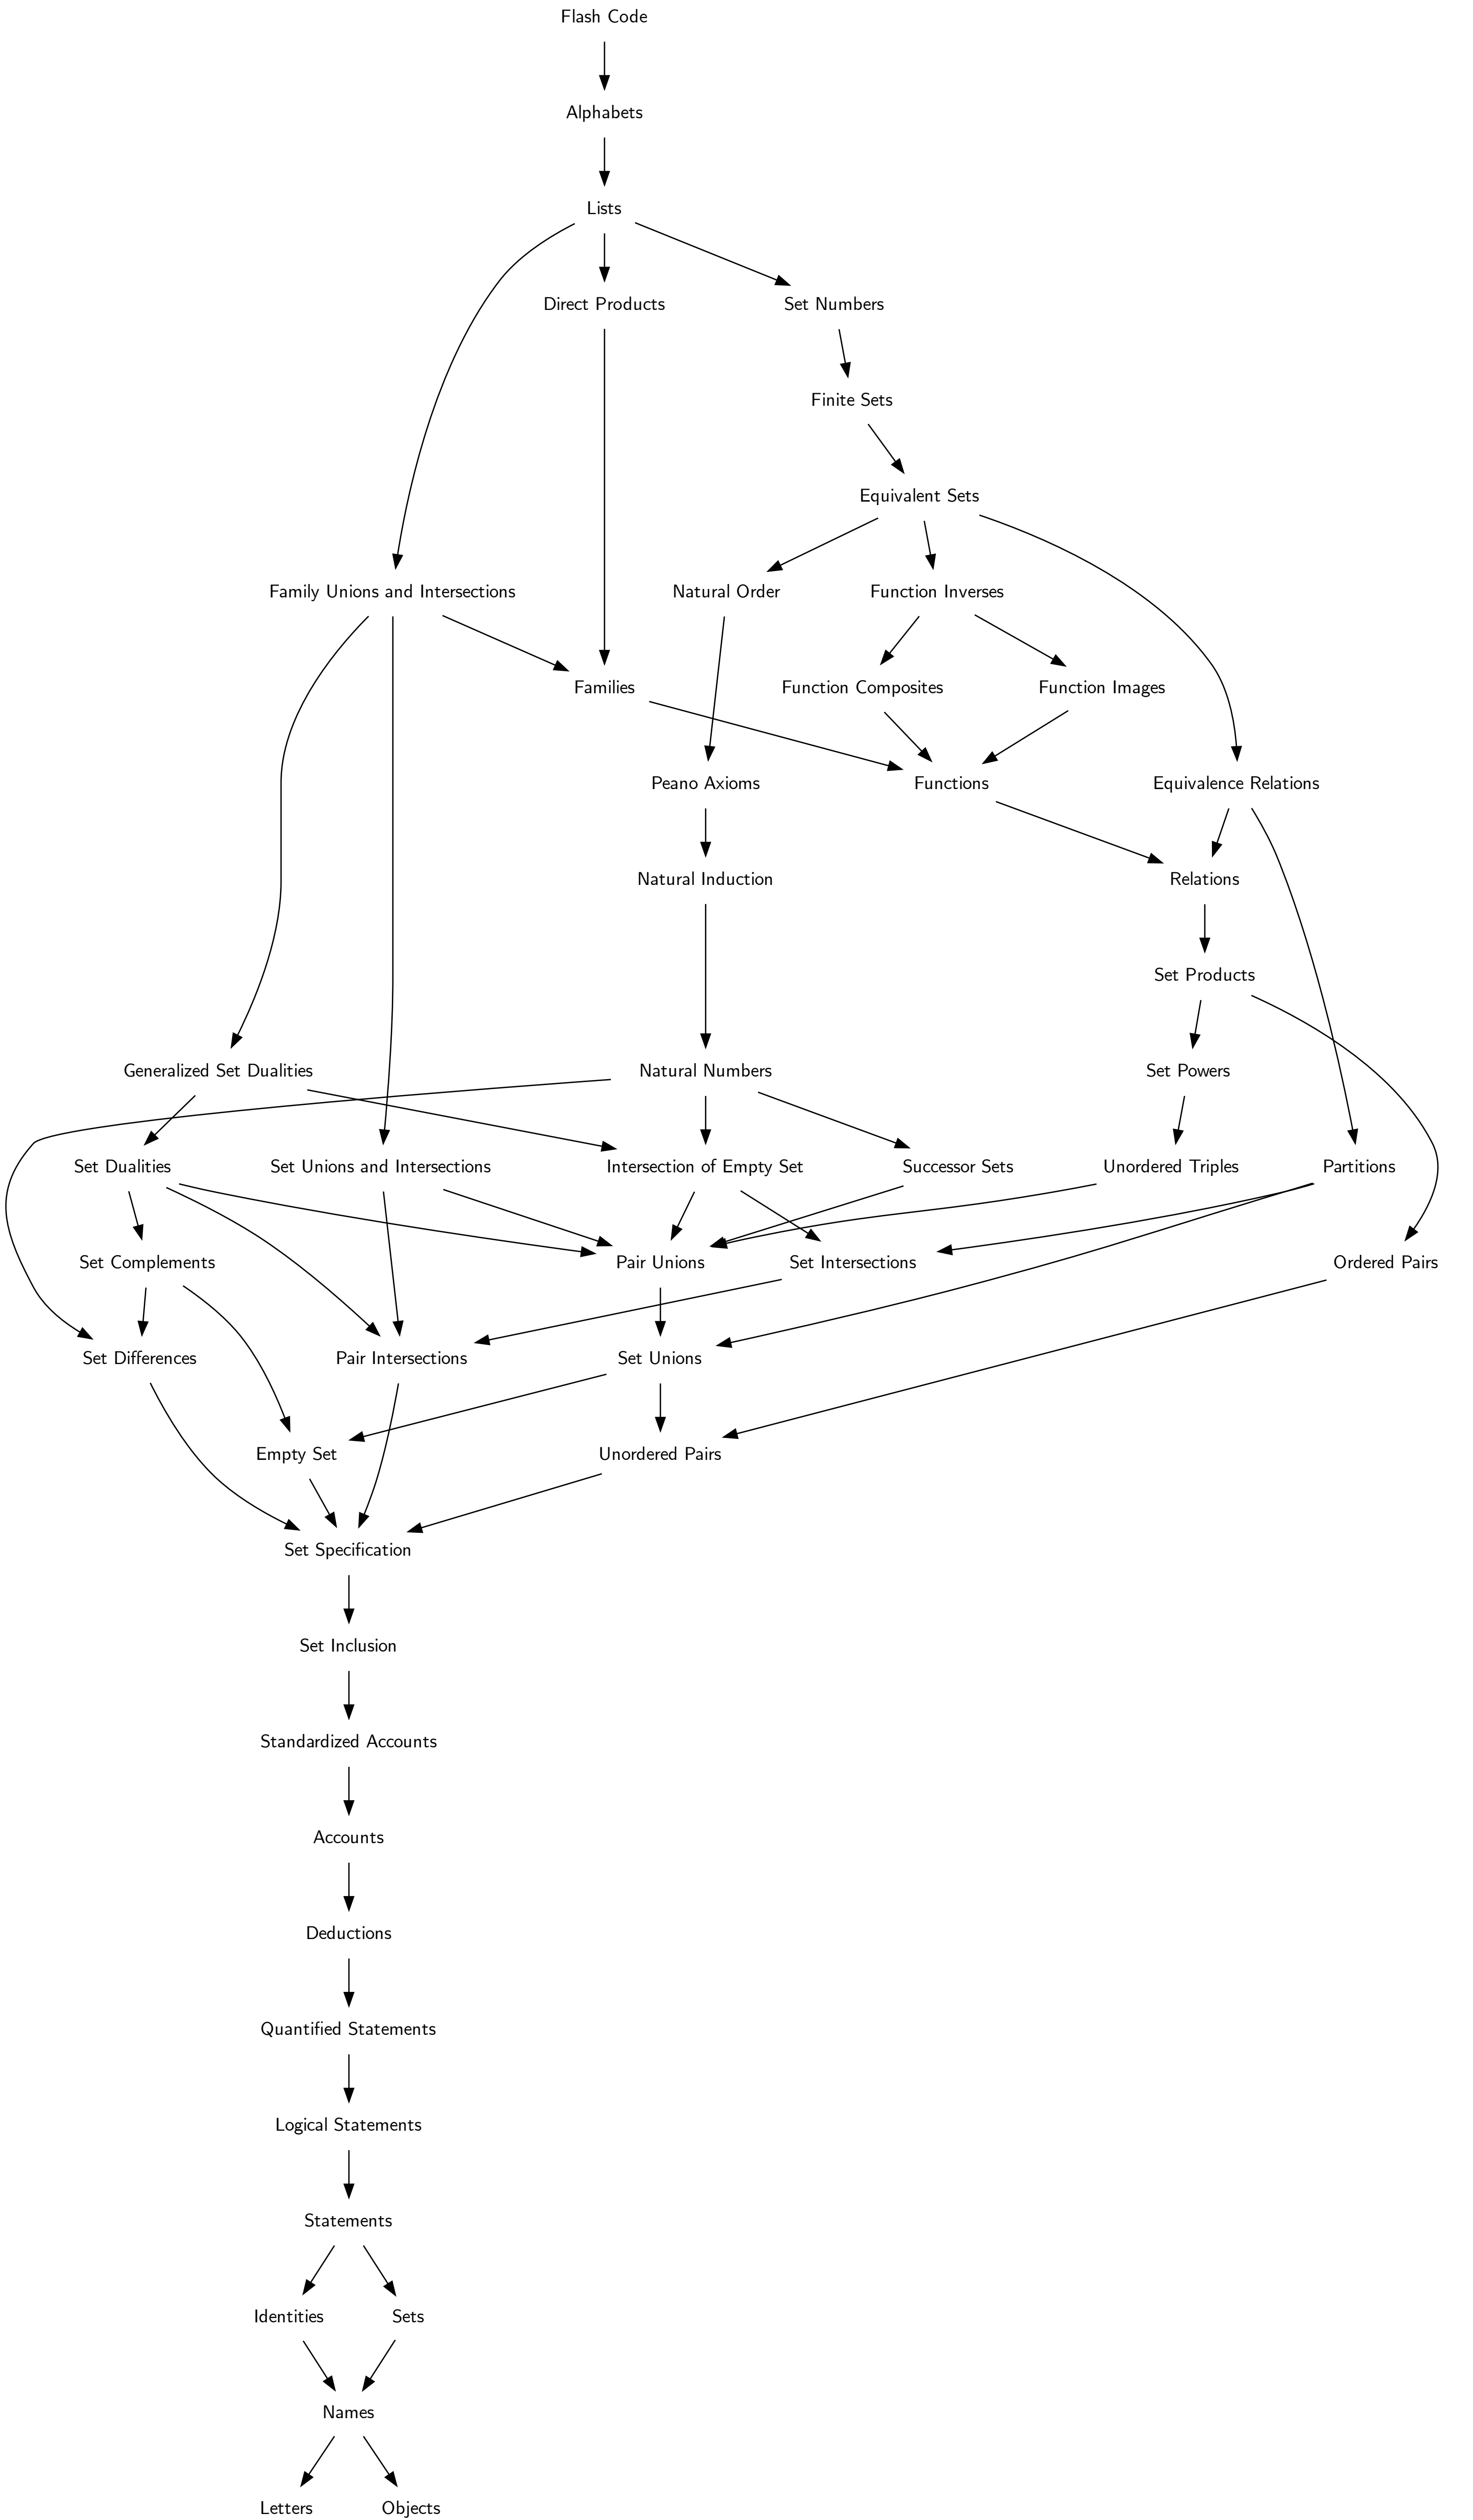 Flash Code
Alphabets
Lists
Direct Products
Set Numbers
Finite Sets
Equivalent Sets
Family Unions and Intersections
Natural Order
Function Inverses
Families
Function Composites
Function Images
Peano Axioms
Functions
Equivalence Relations
Natural Induction
Relations
Set Products
Generalized Set Dualities
Natural Numbers
Set Powers
Set Dualities
Set Unions and Intersections
Intersection of Empty Set
Successor Sets
Unordered Triples
Partitions
Set Complements
Pair Unions
Set Intersections
Ordered Pairs
Set Differences
Pair Intersections
Set Unions
Empty Set
Unordered Pairs
Set Specification
Set Inclusion
Standardized Accounts
Accounts
Deductions
Quantified Statements
Logical Statements
Statements
Identities
Sets
Names
Letters
Objects